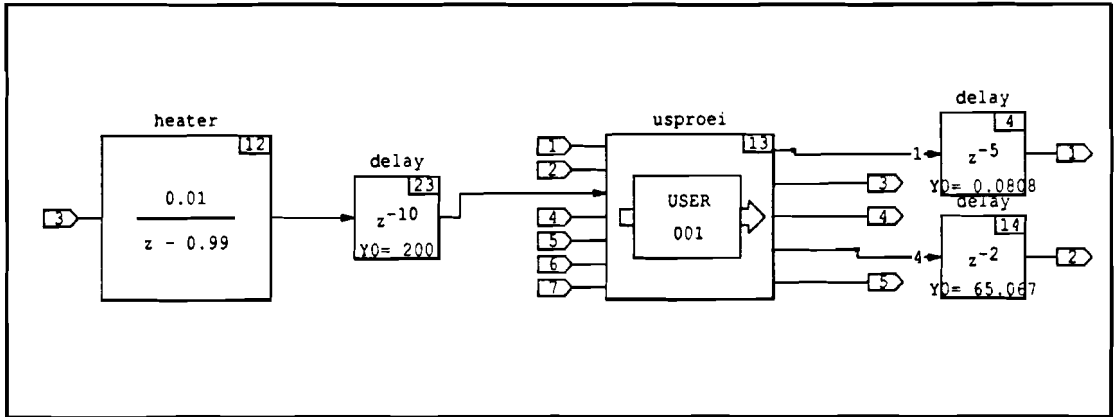 heater
12
0.01
z - 0.99
3
delay
23
z-10
Y0= 200
usproei
13
USER
001
1
2
4
5
6
7
1
3
4
4
5
delay
4
z-5
Y0= 0.0808
1
delay
14
z-2
Y0= 65.067
2